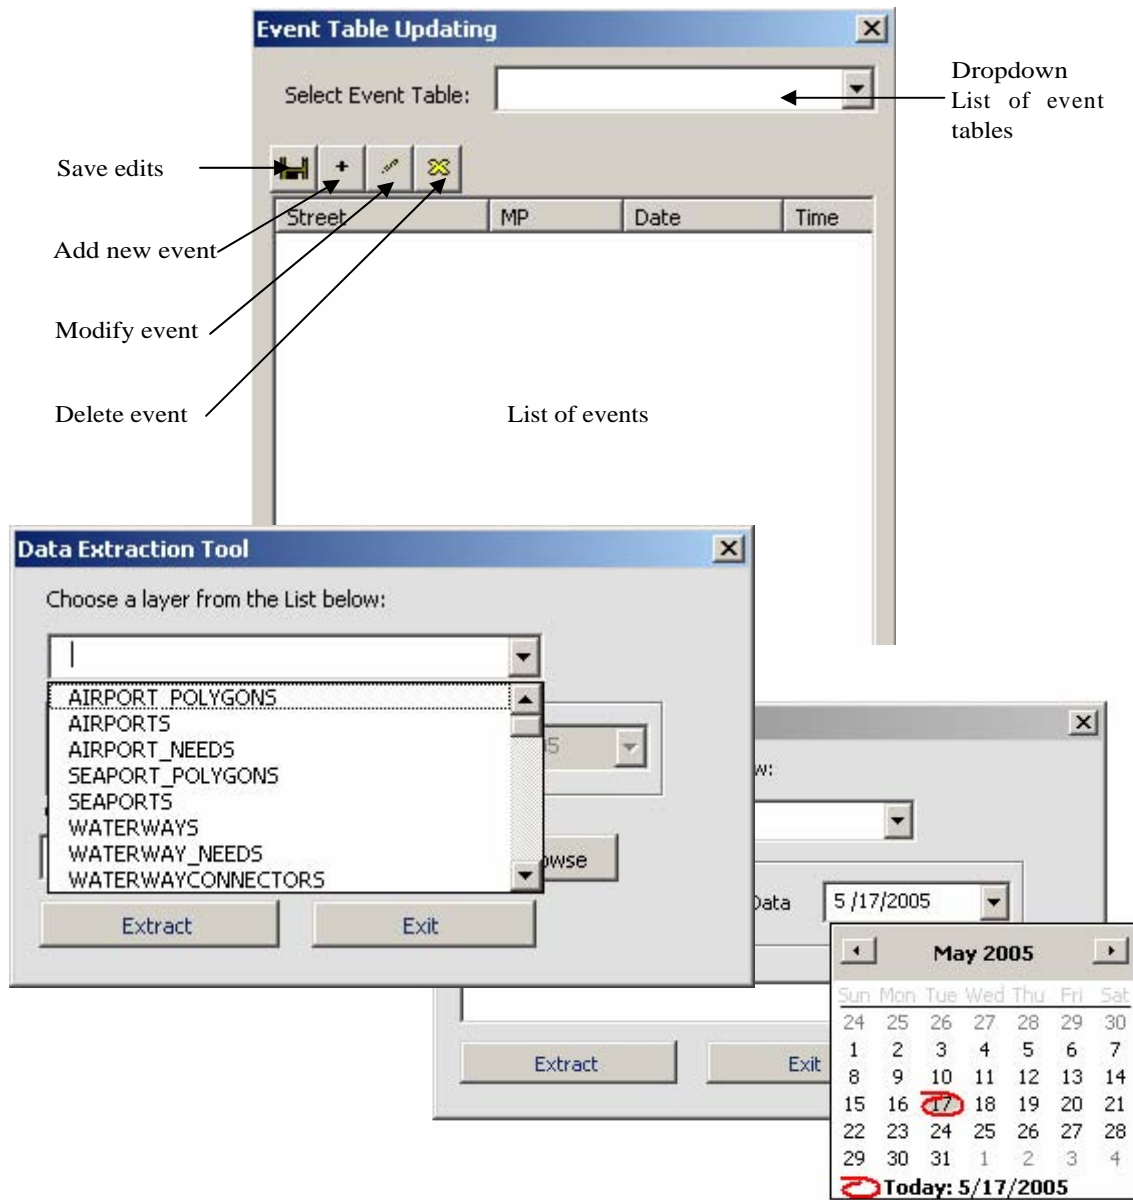 Event Table Updating
Select Event Table:
Dropdown
List of event
tables
Save edits
Street MP Date Time
Add new event
Modify event
Delete event
List of events
Data Extraction Tool
Choose a layer from the List below:
AIRPORT_POLYGONS
AIRPORTS
AIRPORT_NEEDS
SEAPORT_POLYGONS
SEAPORTS
WATERWAYS
WATERWAY_NEEDS
WATERWAYCONNECTORS
05
owse
Extract Exit
w:
Data 5/17/2005
May 2005
Sun Mon Tue Wed Thu Fri Sat
24 25 26 27 28 29 30
1 2 3 4 5 6 7
8 9 10 11 12 13 14
15 16 17 18 19 20 21
22 23 24 25 26 27 28
29 30 31 1 2 3 4
Today: 5/17/2005
Extract Exit